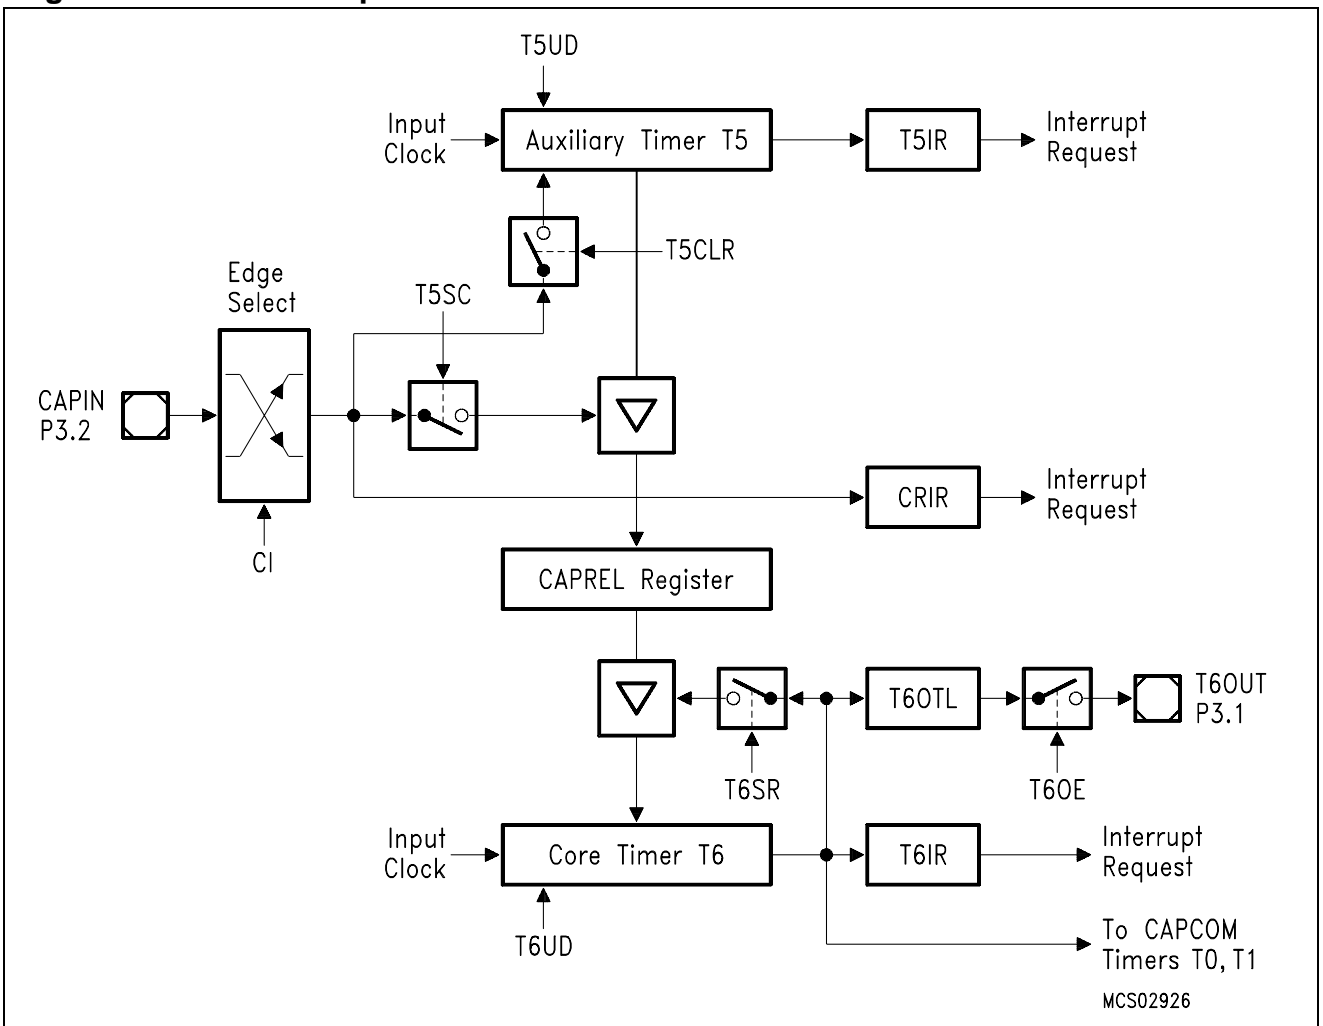 T5UD
Input
Clock
Auxiliary Timer T5
T5IR
Interrupt
Request
T5CLR
Edge
Select
T5SC
CAPIN
P3.2
CRIR
Interrupt
Request
CI
CAPREL Register
T6OTL
T6OUT
P3.1
T6SR
T6OE
Input
Clock
Core Timer T6
T6IR
Interrupt
Request
T6UD
To CAPCOM
Timers T0, T1
MCS02926